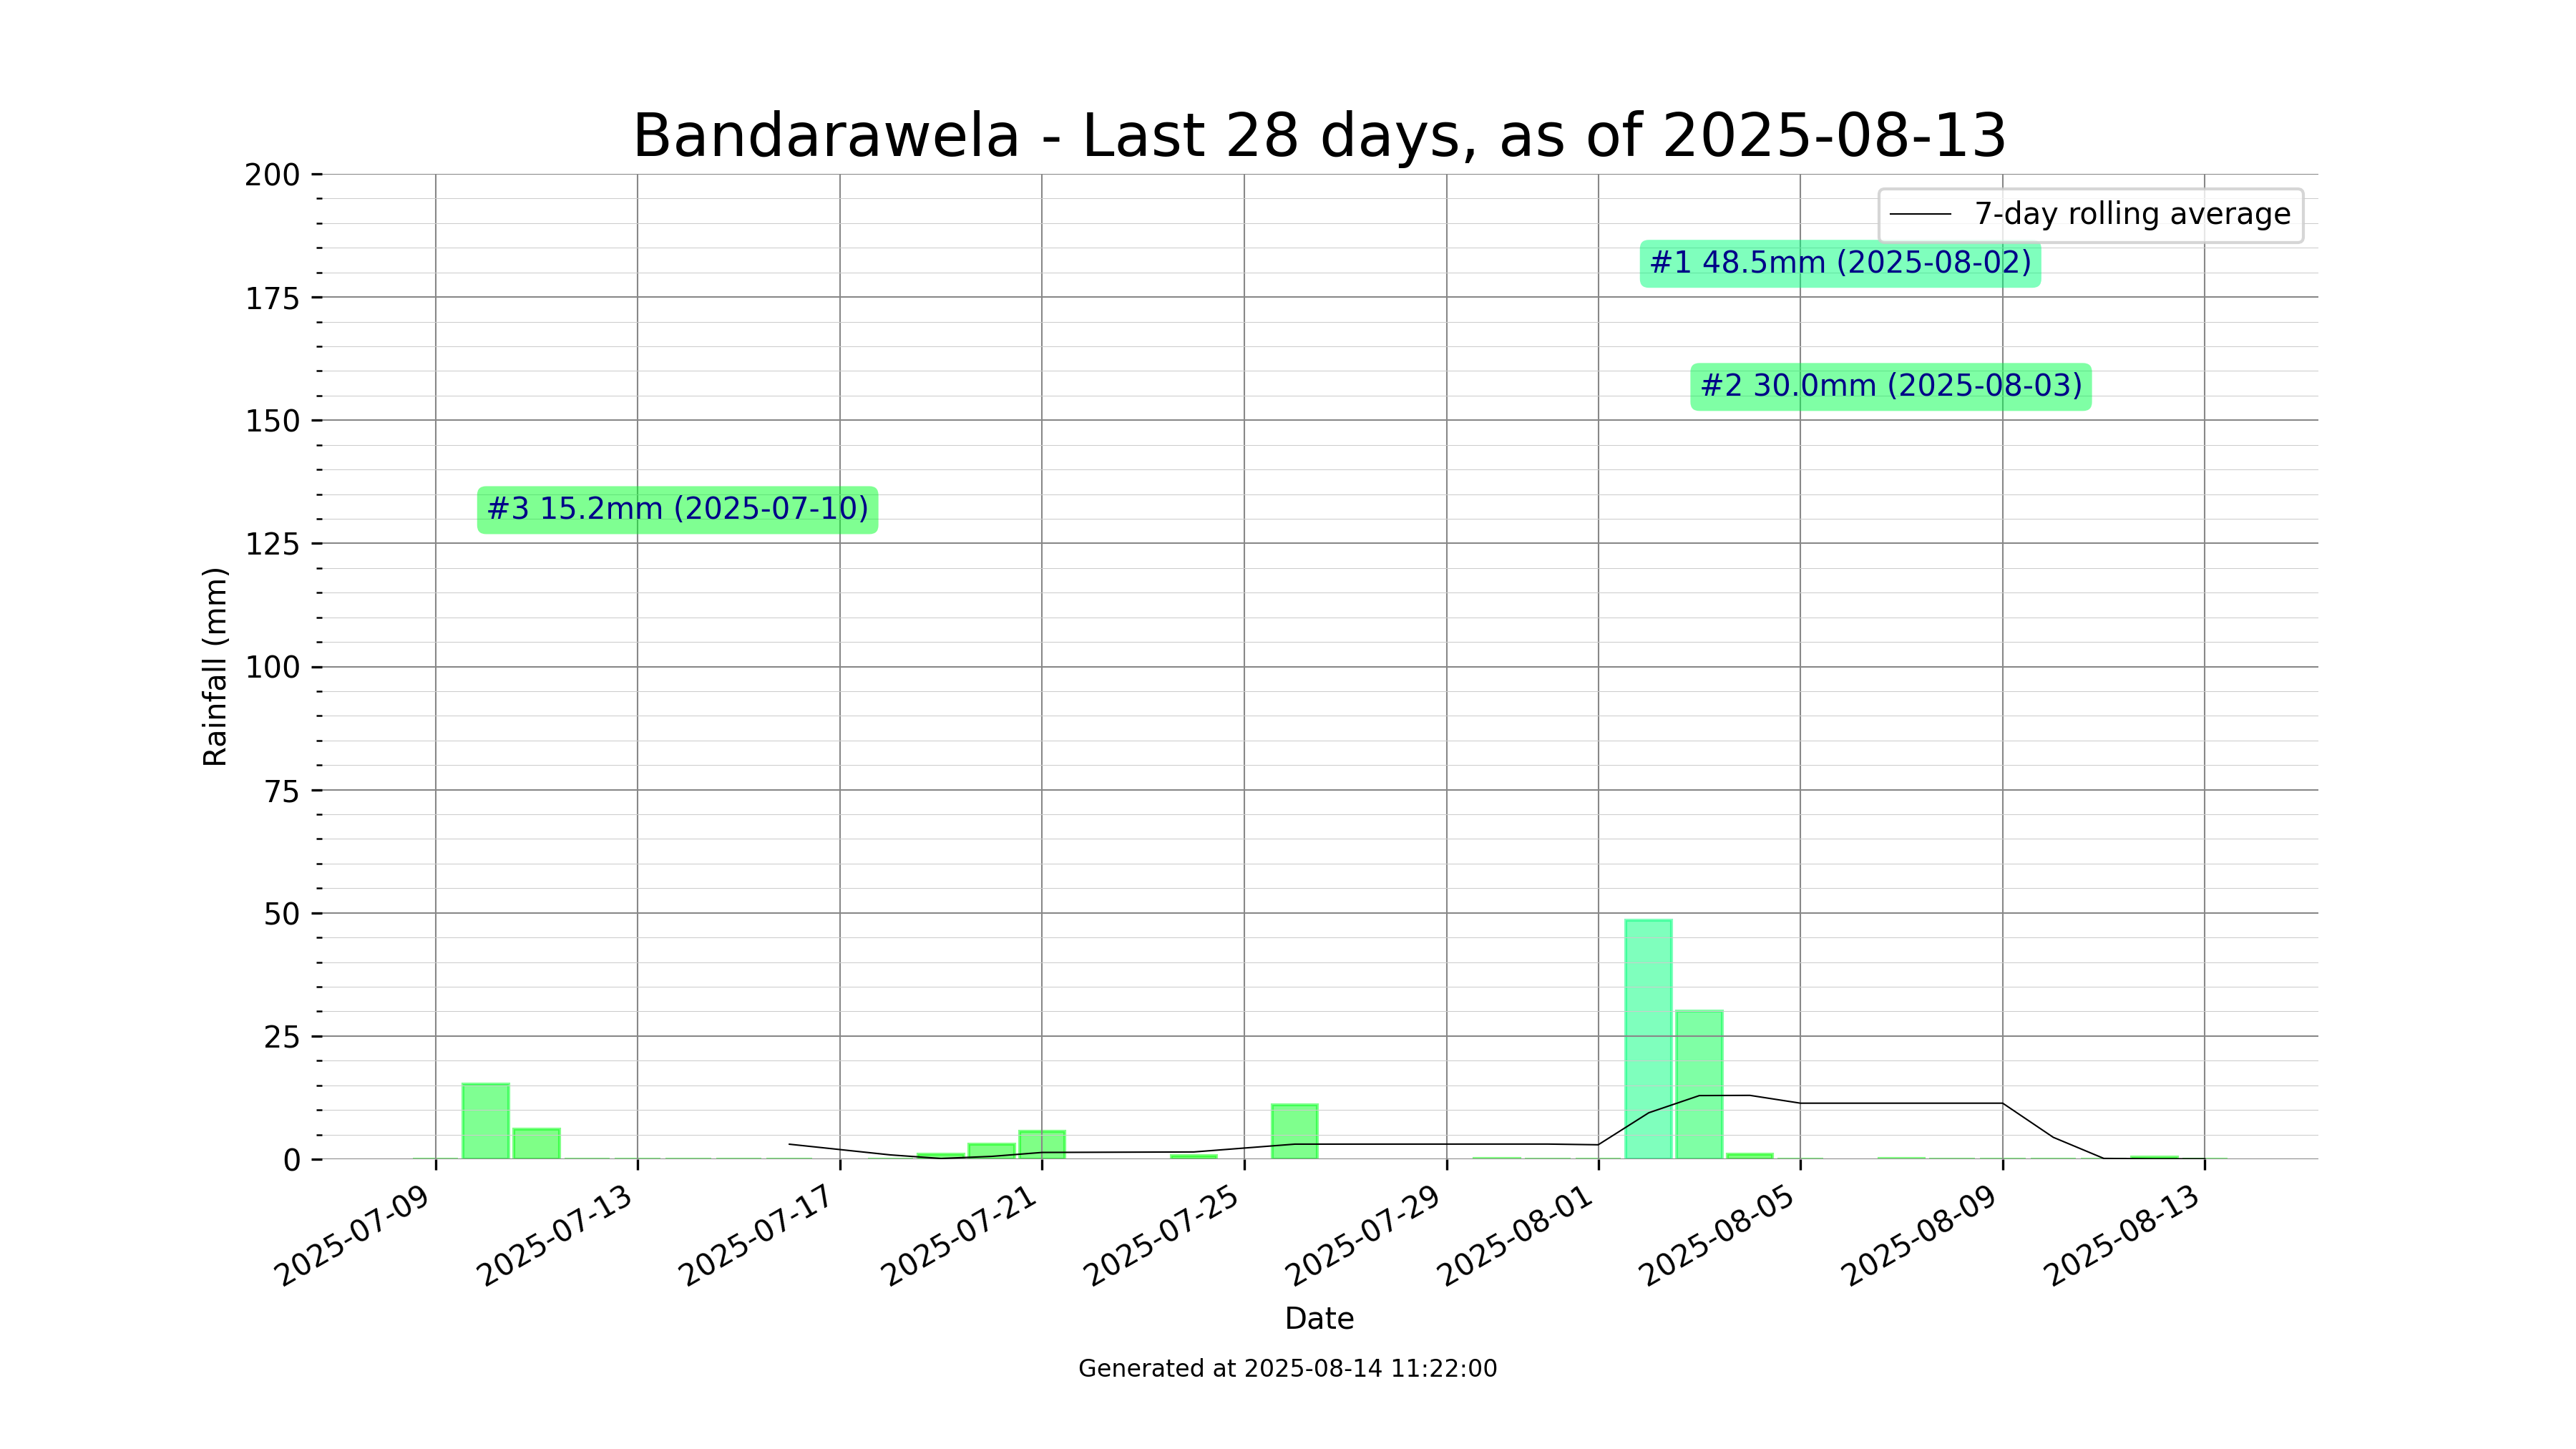 Bandarawela - Last 28 days, as of 2025-08-13
7-day rolling average
#1 48.5mm (2025-08-02)
#2 30.0mm (2025-08-03)
#3 15.2mm (2025-07-10)
Rainfall (mm)
200
175
150
125
100
75
50
25
0
2025-07-09
2025-07-13
2025-07-17
2025-07-21
2025-07-25
2025-07-29
2025-08-01
2025-08-05
2025-08-09
2025-08-13
Date
Generated at 2025-08-14 11:22:00